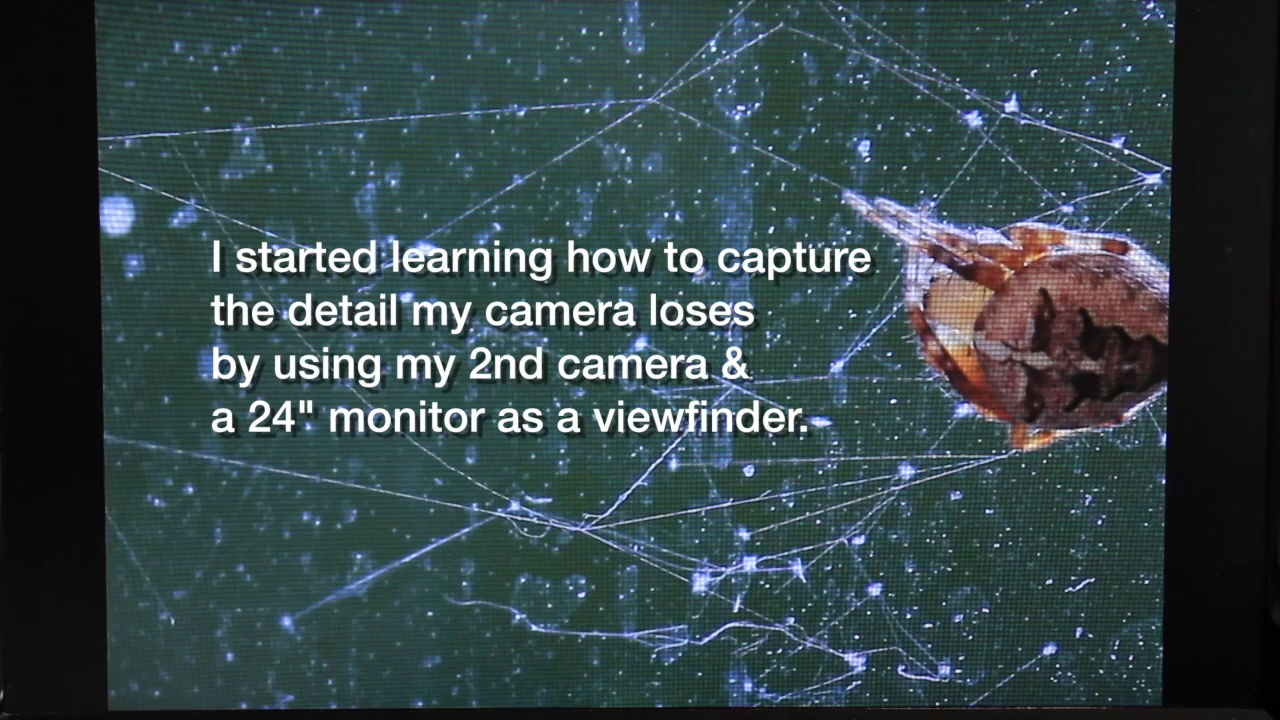 I started learning how to capture
the detail my camera loses
by using my 2nd camera &
a 24" monitor as a viewfinder.